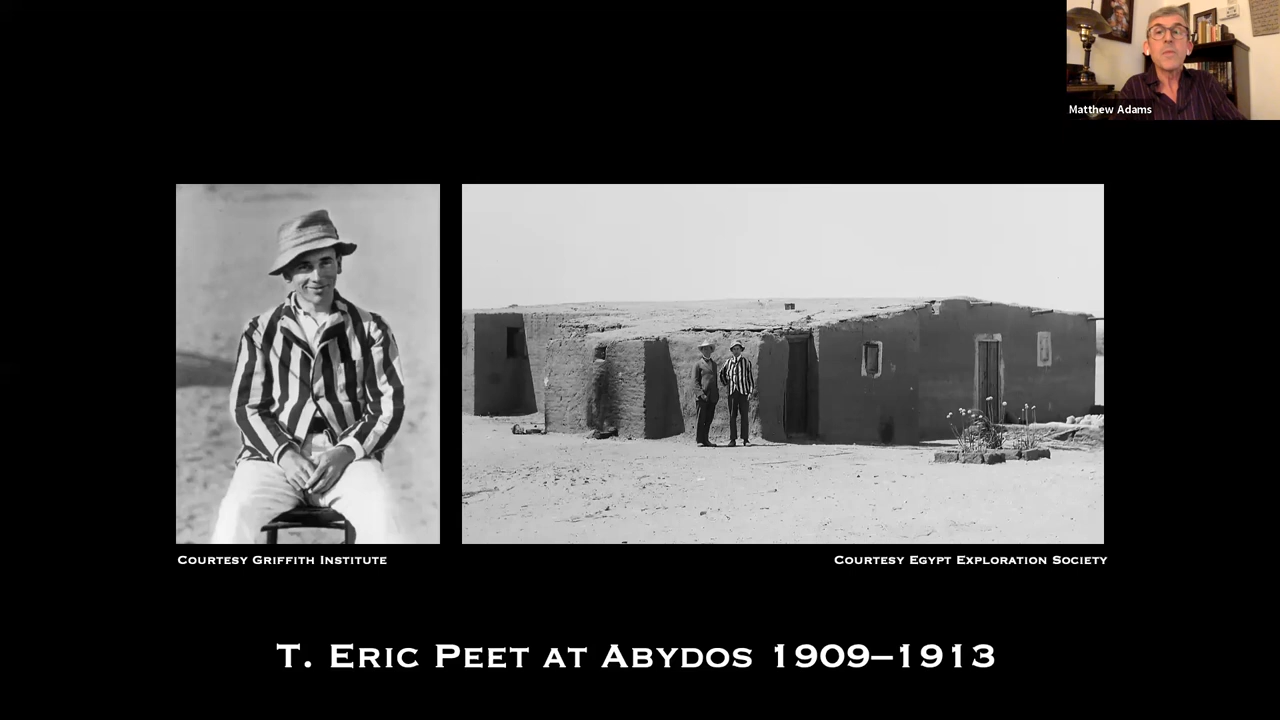 Matthew Adams
Courtesy Griffith Institute
Courtesy Egypt Exploration Society
T. Eric Peet at Abydos 1909–1913